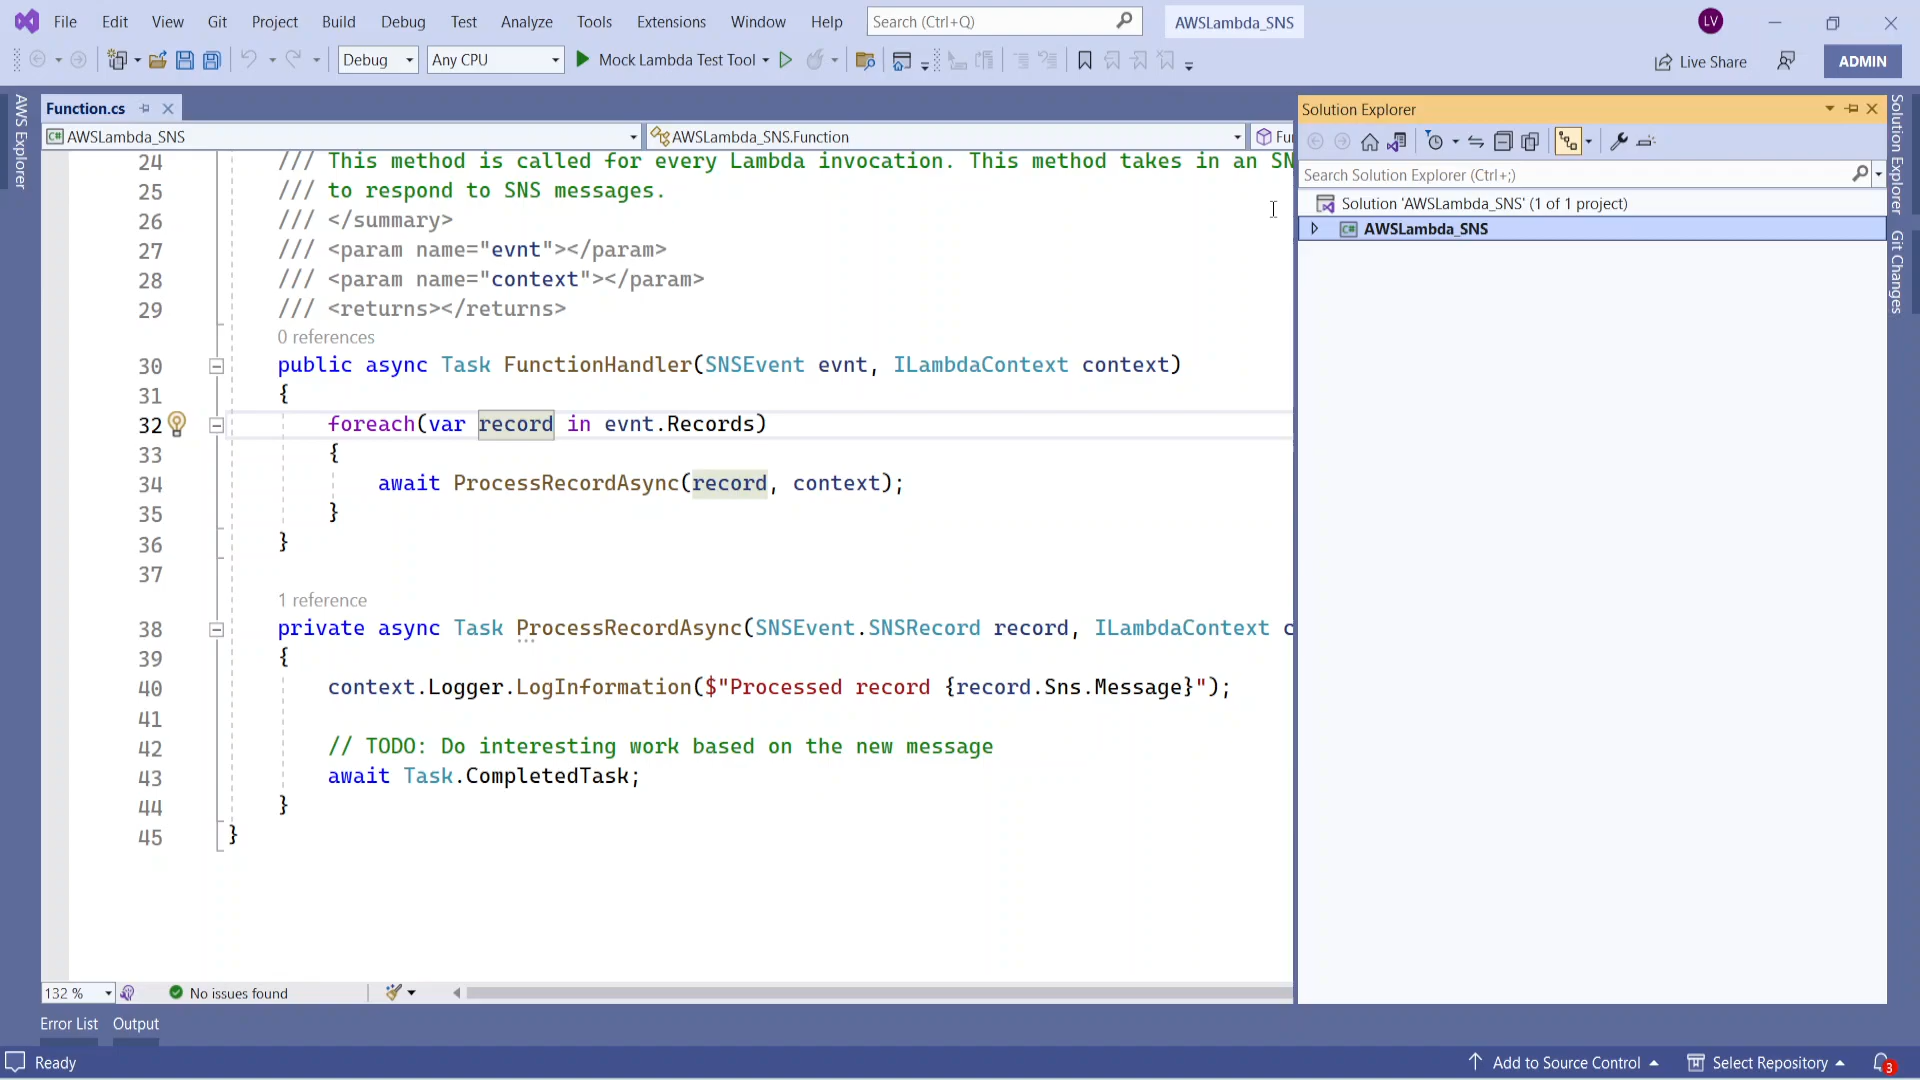 File Edit View Git Project Build Debug Test Analyze Tools Extensions Window Help Search (Ctrl+Q) AWSLambda_SNS LV
Debug Any CPU Mock Lambda Test Tool Live Share ADMIN
AWS Explorer
Function.cs
AWSLambda_SNS AWSLambda_SNS.Function Fu
24 /// This method is called for every Lambda invocation. This method takes in an SN
25 /// to respond to SNS messages.
26 /// </summary>
27 /// <param name="evnt"></param>
28 /// <param name="context"></param>
29 /// <returns></returns>
0 references
30 public async Task FunctionHandler(SNSEvent evnt, ILambdaContext context)
31 {
32 foreach(var record in evnt.Records)
33 {
34 await ProcessRecordAsync(record, context);
35 }
36 }
37
1 reference
38 private async Task ProcessRecordAsync(SNSEvent.SNSRecord record, ILambdaContext c
39 {
40 context.Logger.LogInformation($"Processed record {record.Sns.Message}");
41
42 // TODO: Do interesting work based on the new message
43 await Task.CompletedTask;
44 }
45 }
132 % No issues found
Solution Explorer
Search Solution Explorer (Ctrl+;)
Solution 'AWSLambda_SNS' (1 of 1 project)
AWSLambda_SNS
Solution Explorer
Git Changes
Error List Output
Ready Add to Source Control Select Repository 3